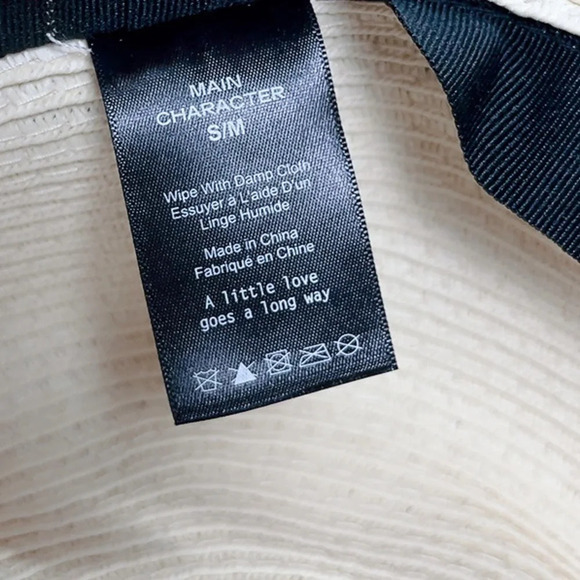 MAIN
CHARACTER
S/M
Wipe With Damp Cloth
Essuyer à L'aide D'un
Linge Humide
Made in China
Fabriqué en Chine
A little love
goes a long way